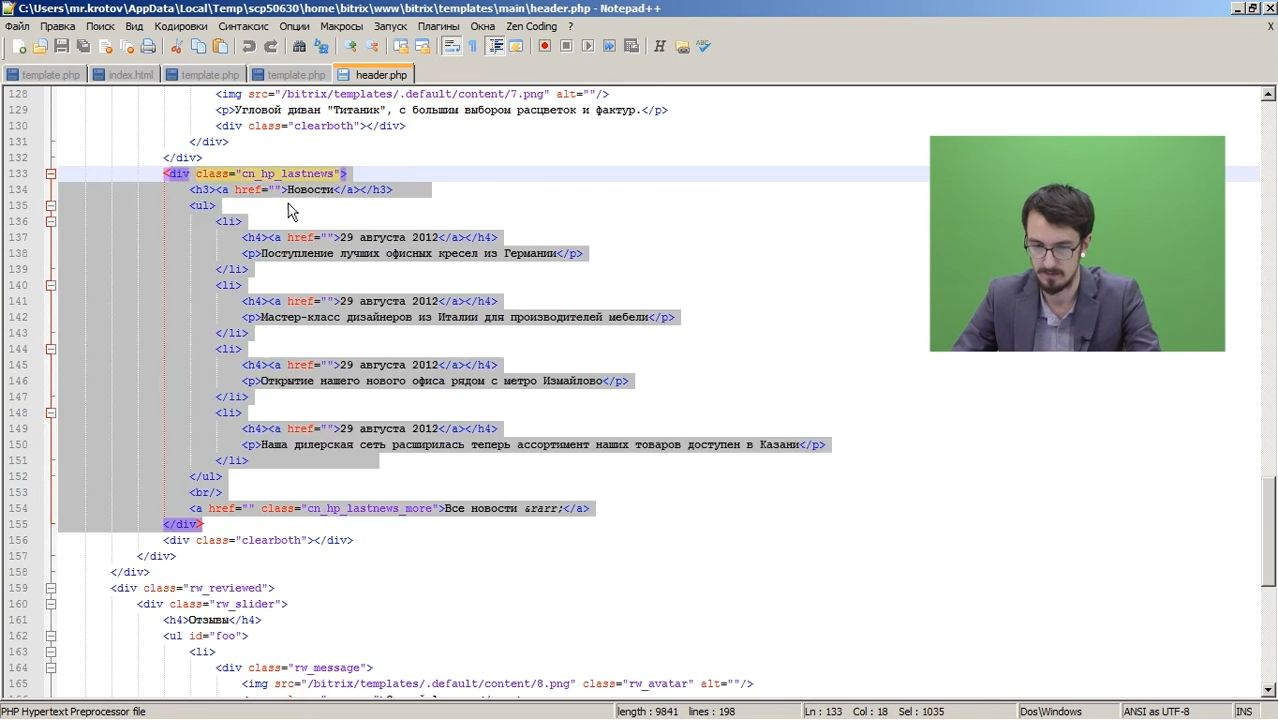 C:\Users\mr.krotov\AppData\Local\Temp\scp50630\home\bitrix\www\bitrix\templates\main\header.php - Notepad++
Файл Правка Поиск Вид Кодировки Синтаксис Опции Макросы Запуск Плагины Окна Zen Coding ? X
template.php index.html template.php template.php header.php
128 <img src="/bitrix/templates/.default/content/7.png" alt=""/>
129 <p>Угловой диван "Титаник", с большим выбором расцветок и фактур.</p>
130 <div class="clearboth"></div>
131 </div>
132 </div>
133 <div class="cn_hp_lastnews">
134 <h3><a href="">Новости</a></h3>
135 <ul>
136 <li>
137 <h4><a href="">29 августа 2012</a></h4>
138 <p>Поступление лучших офисных кресел из Германии</p>
139 </li>
140 <li>
141 <h4><a href="">29 августа 2012</a></h4>
142 <p>Мастер-класс дизайнеров из Италии для производителей мебели</p>
143 </li>
144 <li>
145 <h4><a href="">29 августа 2012</a></h4>
146 <p>Открытие нашего нового офиса рядом с метро Измайлово</p>
147 </li>
148 <li>
149 <h4><a href="">29 августа 2012</a></h4>
150 <p>Наша дилерская сеть расширилась теперь ассортимент наших товаров доступен в Казани</p>
151 </li>
152 </ul>
153 <br/>
154 <a href="" class="cn_hp_lastnews_more">Все новости &rarr;</a>
155 </div>
156 <div class="clearboth"></div>
157 </div>
158 </div>
159 <div class="rw_reviewed">
160 <div class="rw_slider">
161 <h4>Отзывы</h4>
162 <ul id="foo">
163 <li>
164 <div class="rw_message">
165 <img src="/bitrix/templates/.default/content/8.png" class="rw_avatar" alt=""/>
PHP Hypertext Preprocessor file length : 9841 lines : 198 Ln : 133 Col : 18 Sel : 1035 Dos\Windows ANSI as UTF-8 INS